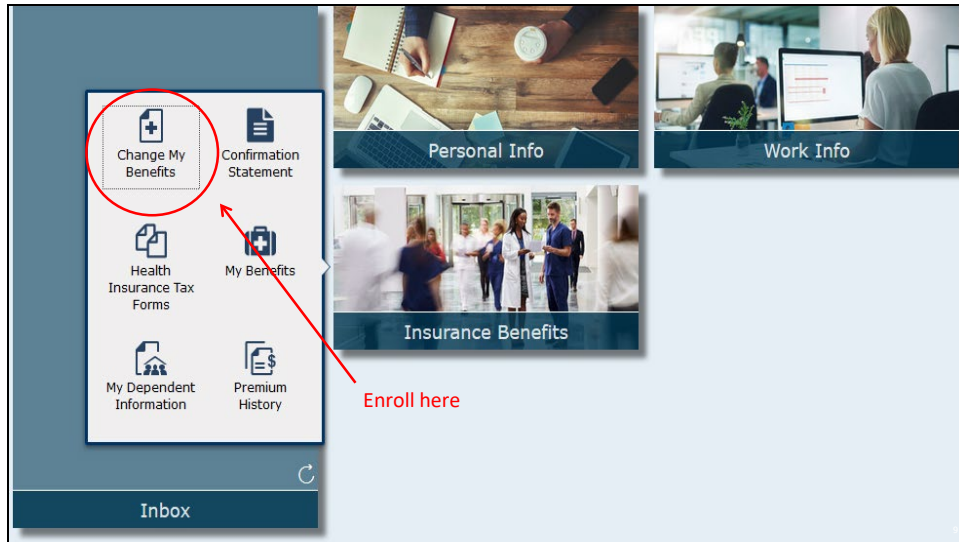 Change My
Benefits
Confirmation
Statement
Health
Insurance Tax
Forms
My Benefits
My Dependent
Information
Premium
History
Inbox
Personal Info
Work Info
Insurance Benefits
Enroll here